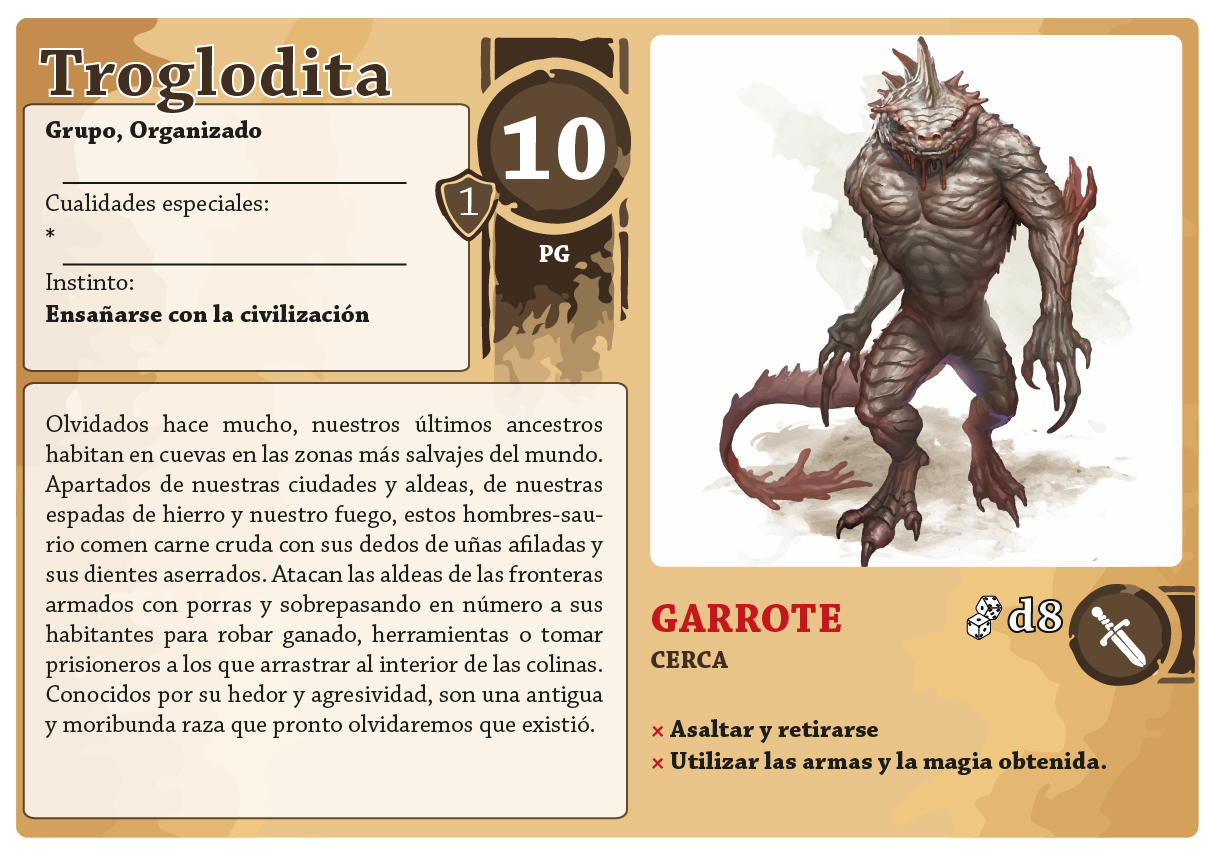 Troglodita
Grupo, Organizado
Cualidades especiales:
*
Instinto:
Ensañarse con la civilización
10
1
PG
Olvidados hace mucho, nuestros últimos ancestros
habitan en cuevas en las zonas más salvajes del mundo.
Apartados de nuestras ciudades y aldeas, de nuestras
espadas de hierro y nuestro fuego, estos hombres-sau-
rio comen carne cruda con sus dedos de uñas afiladas y
sus dientes aserrados. Atacan las aldeas de las fronteras
armados con porras y sobrepasando en número a sus
habitantes para robar ganado, herramientas o tomar
prisioneros a los que arrastrar al interior de las colinas.
Conocidos por su hedor y agresividad, son una antigua
y moribunda raza que pronto olvidaremos que existió.
GARROTE
d8
CERCA
× Asaltar y retirarse
× Utilizar las armas y la magia obtenida.